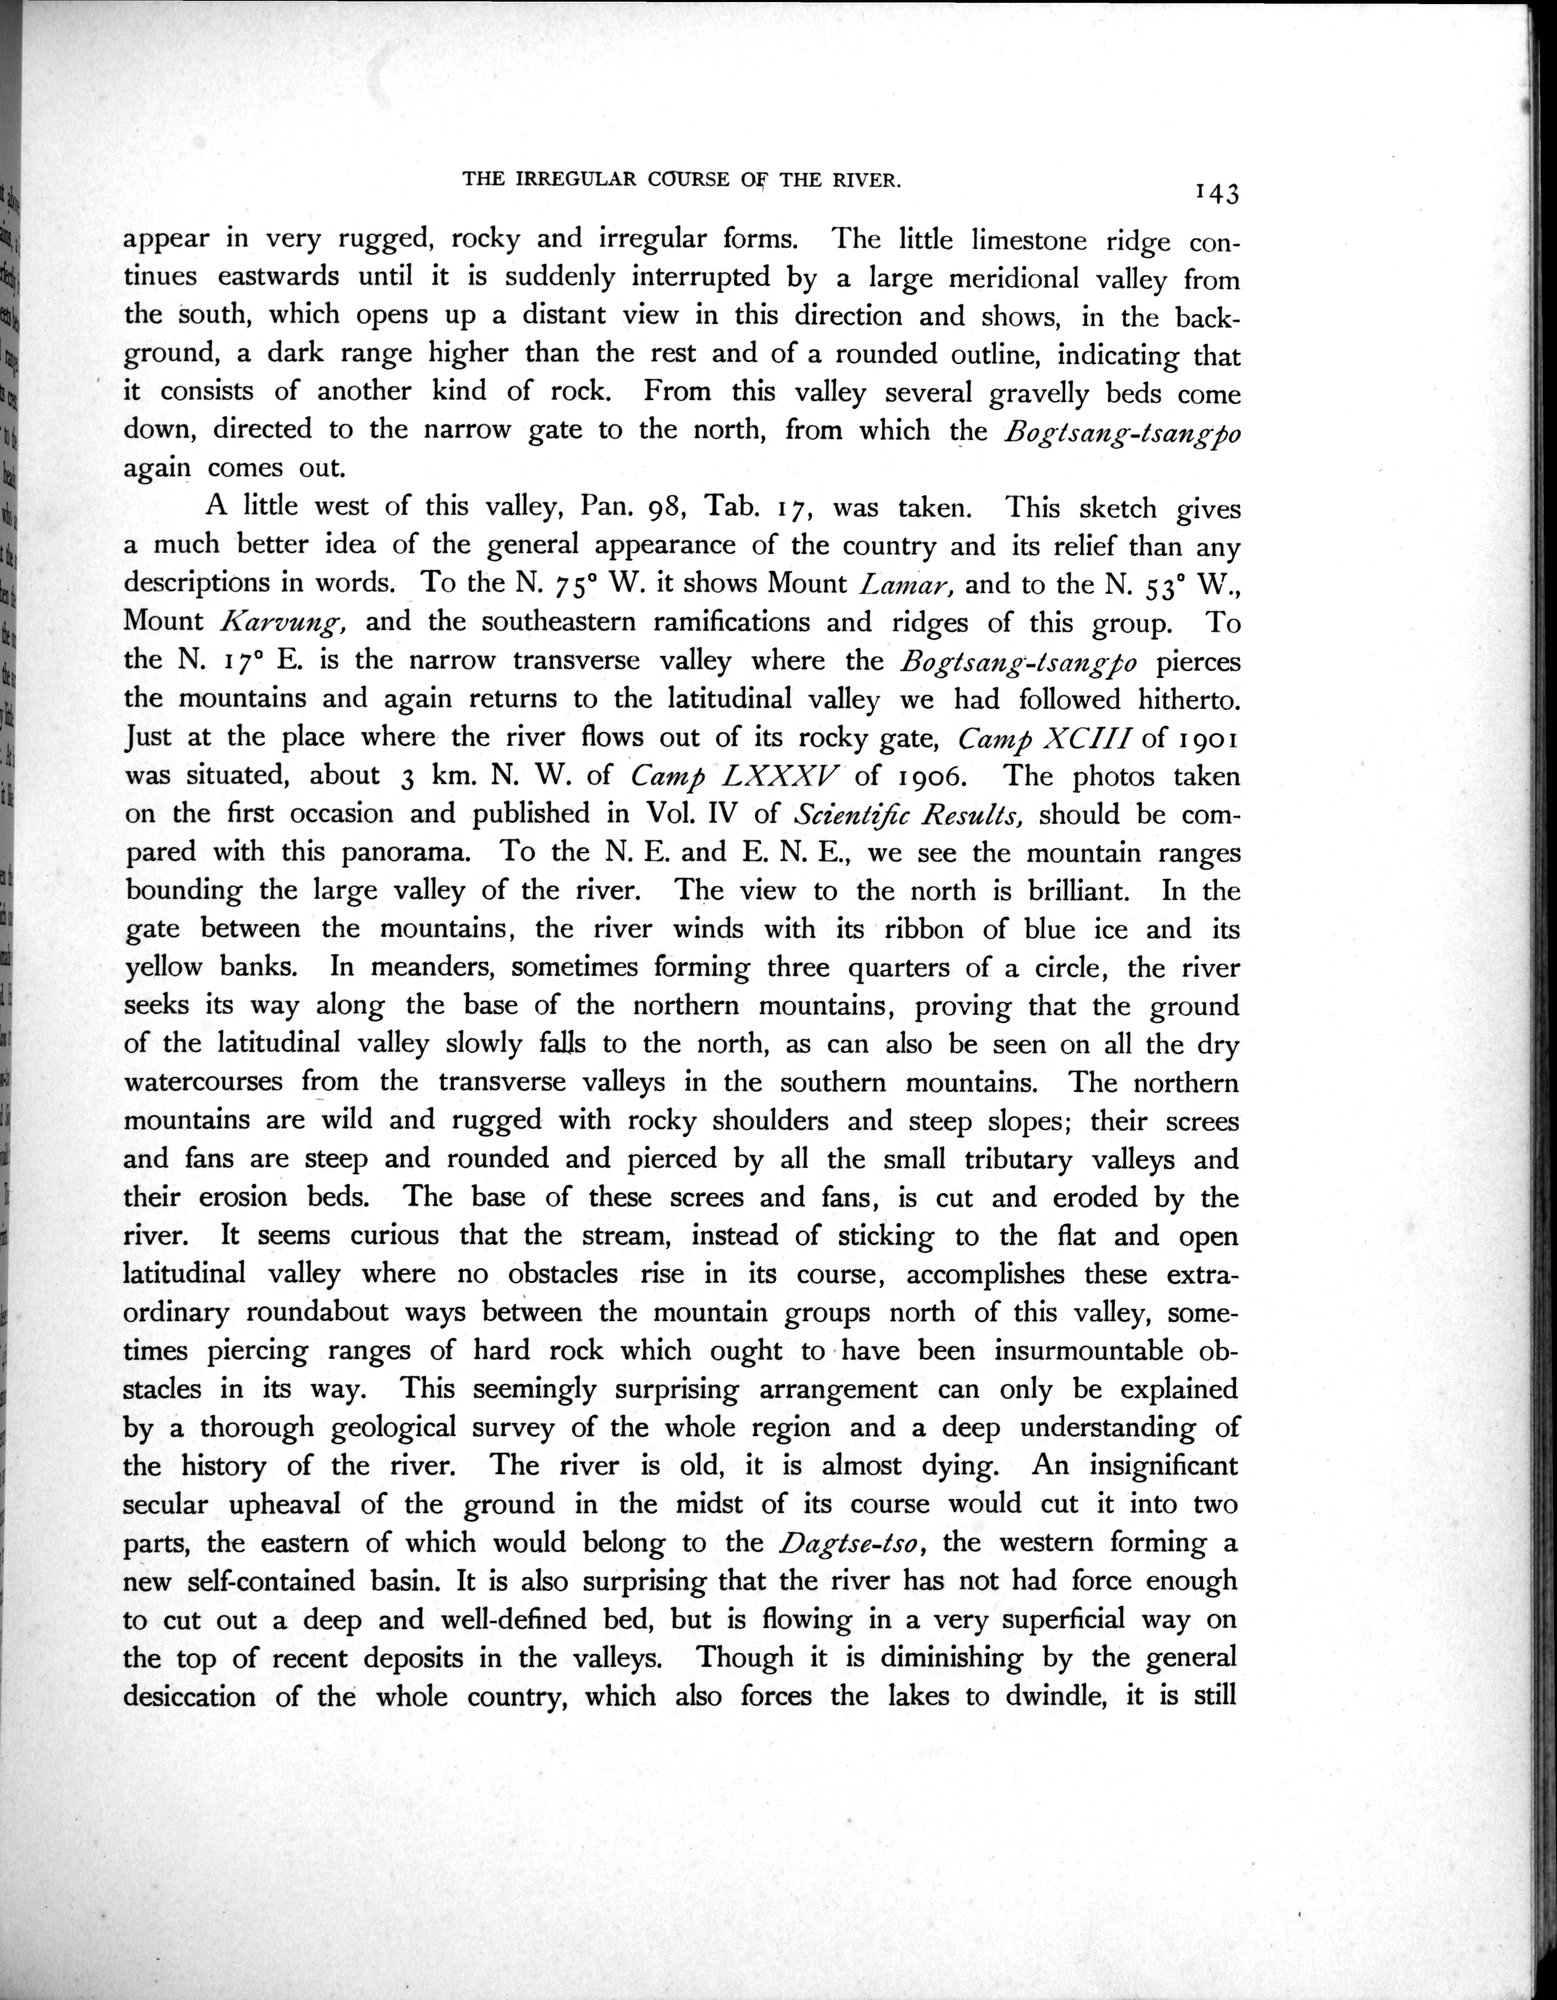 THE IRREGULAR COURSE OF THE RIVER.
143
appear in very rugged, rocky and irregular forms. The little limestone ridge con-
tinues eastwards until it is suddenly interrupted by a large meridional valley from
the south, which opens up a distant view in this direction and shows, in the back-
ground, a dark range higher than the rest and of a rounded outline, indicating that
it consists of another kind of rock. From this valley several gravelly beds come
down, directed to the narrow gate to the north, from which the Bogtsang-tsangpo
again comes out.
A little west of this valley, Pan. 98, Tab. 17, was taken. This sketch gives
a much better idea of the general appearance of the country and its relief than any
descriptions in words. To the N. 75° W. it shows Mount Lamar, and to the N. 53° W.,
Mount Karvung, and the southeastern ramifications and ridges of this group. To
the N. 17° E. is the narrow transverse valley where the Bogtsang-tsangpo pierces
the mountains and again returns to the latitudinal valley we had followed hitherto.
Just at the place where the river flows out of its rocky gate, Camp XCIII of 1901
was situated, about 3 km. N. W. of Camp LXXXV of 1906. The photos taken
on the first occasion and published in Vol. IV of Scientific Results, should be com-
pared with this panorama. To the N. E. and E. N. E., we see the mountain ranges
bounding the large valley of the river. The view to the north is brilliant. In the
gate between the mountains, the river winds with its ribbon of blue ice and its
yellow banks. In meanders, sometimes forming three quarters of a circle, the river
seeks its way along the base of the northern mountains, proving that the ground
of the latitudinal valley slowly falls to the north, as can also be seen on all the dry
watercourses from the transverse valleys in the southern mountains. The northern
mountains are wild and rugged with rocky shoulders and steep slopes; their screes
and fans are steep and rounded and pierced by all the small tributary valleys and
their erosion beds. The base of these screes and fans, is cut and eroded by the
river. It seems curious that the stream, instead of sticking to the flat and open
latitudinal valley where no obstacles rise in its course, accomplishes these extra-
ordinary roundabout ways between the mountain groups north of this valley, some-
times piercing ranges of hard rock which ought to have been insurmountable ob-
stacles in its way. This seemingly surprising arrangement can only be explained
by a thorough geological survey of the whole region and a deep understanding of
the history of the river. The river is old, it is almost dying. An insignificant
secular upheaval of the ground in the midst of its course would cut it into two
parts, the eastern of which would belong to the Dagtse-tso, the western forming a
new self-contained basin. It is also surprising that the river has not had force enough
to cut out a deep and well-defined bed, but is flowing in a very superficial way on
the top of recent deposits in the valleys. Though it is diminishing by the general
desiccation of the whole country, which also forces the lakes to dwindle, it is still